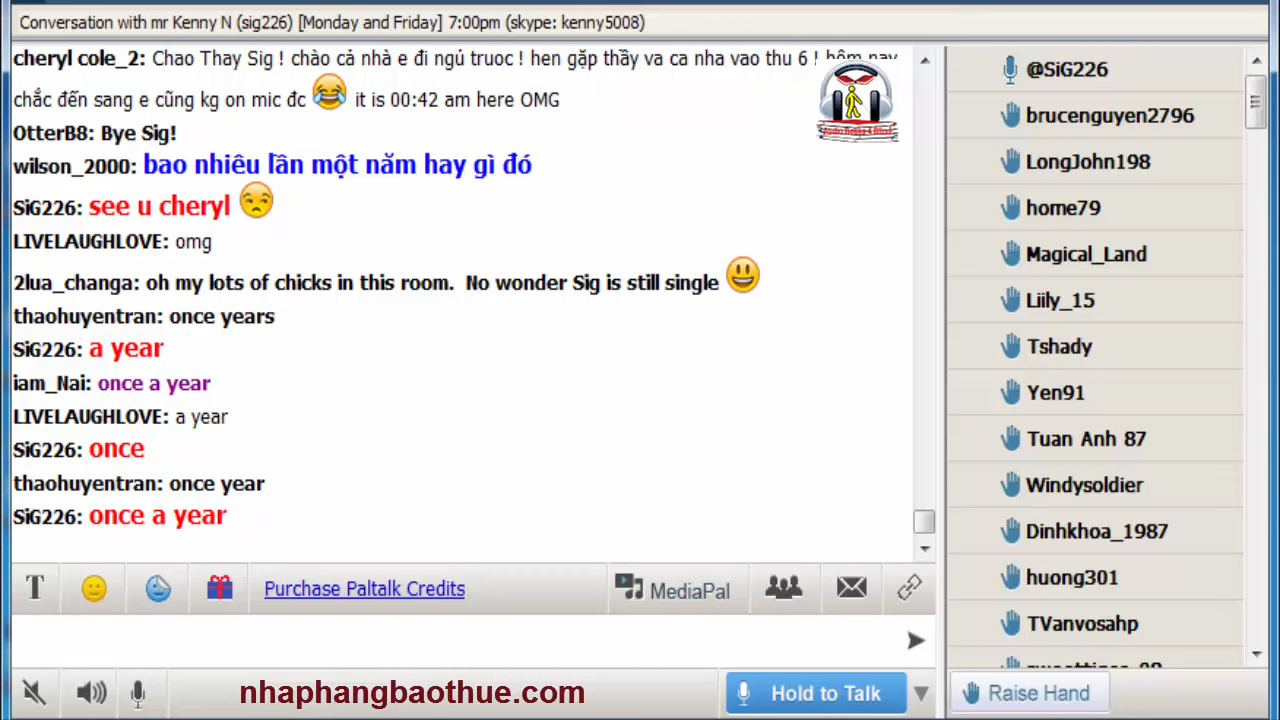 Conversation with mr Kenny N (sig226) [Monday and Friday] 7:00pm (skype: kenny5008)
cheryl cole_2: Chao Thay Sig ! chào cả nhà e đi ngủ truoc ! hen gặp thầy va ca nha vao thu 6 ! hôm nay
chắc đến sang e cũng kg on mic đc 😂 it is 00:42 am here OMG
OtterB8: Bye Sig!
wilson_2000: bao nhiêu lần một năm hay gì đó
SiG226: see u cheryl 😒
LIVELAUGHLOVE: omg
2lua_changa: oh my lots of chicks in this room. No wonder Sig is still single 😃
thaohuyentran: once years
SiG226: a year
iam_Nai: once a year
LIVELAUGHLOVE: a year
SiG226: once
thaohuyentran: once year
SiG226: once a year
T
Purchase Paltalk Credits
MediaPal
nhaphangbaothue.com
Hold to Talk
@SiG226
brucenguyen2796
LongJohn198
home79
Magical_Land
Liily_15
Tshady
Yen91
Tuan Anh 87
Windysoldier
Dinhkhoa_1987
huong301
TVanvosahp
Raise Hand